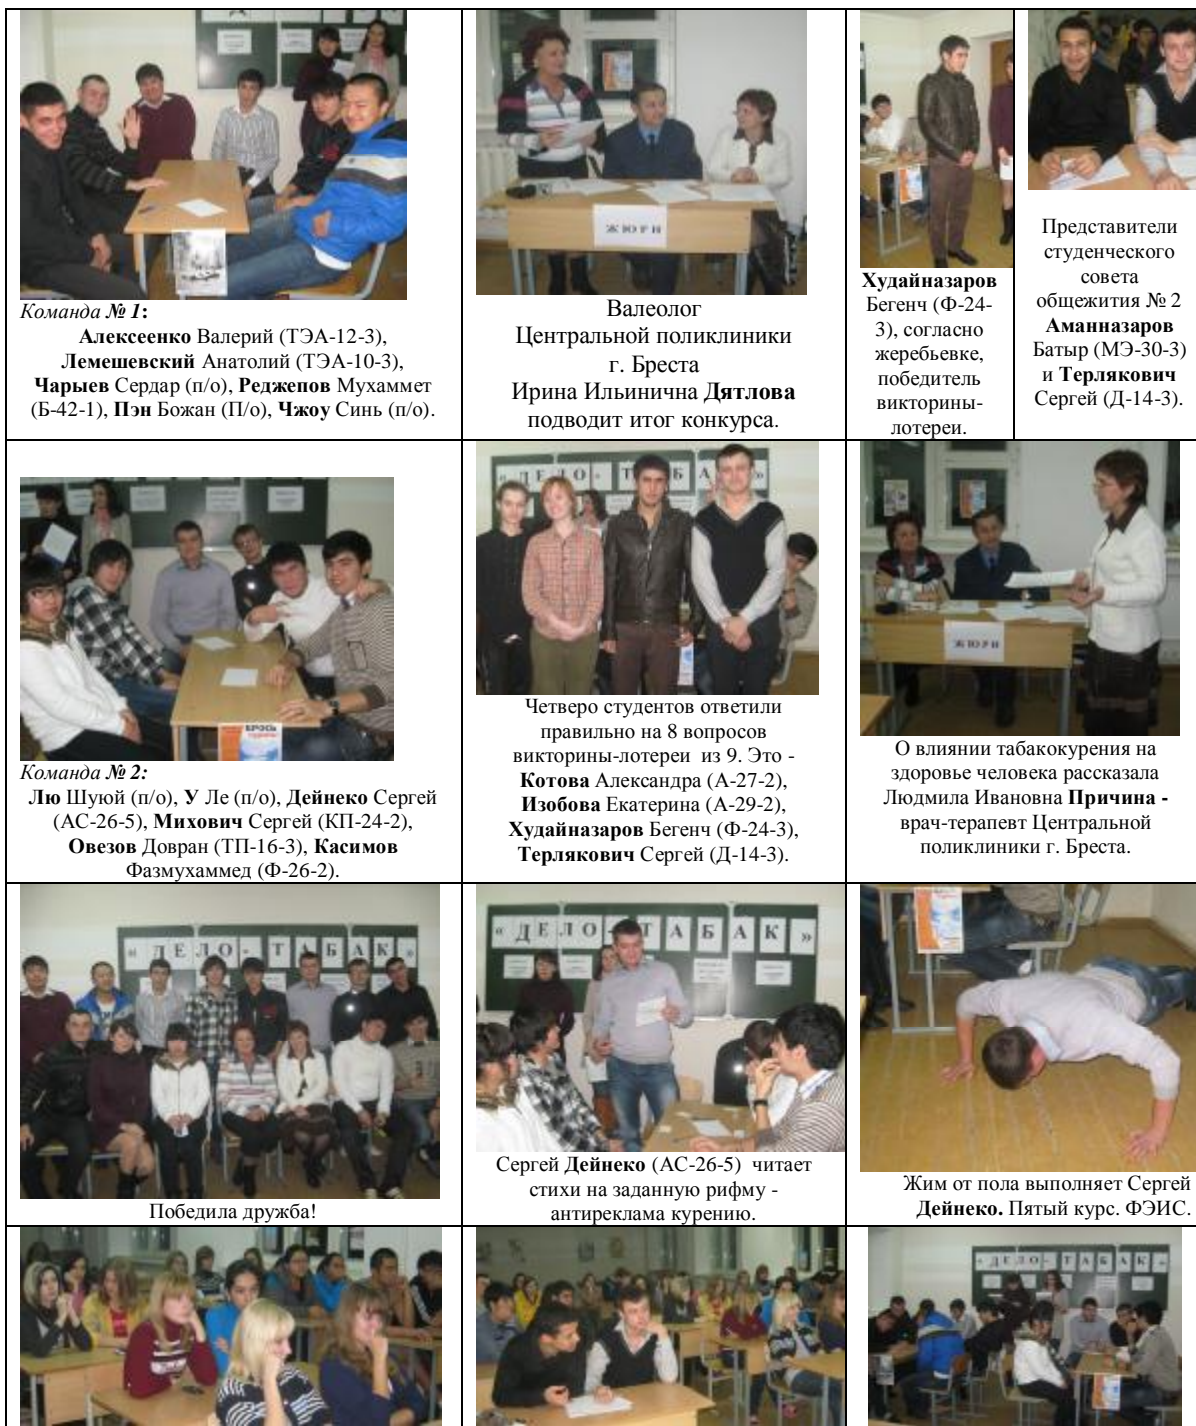 ЖЮРИ
Команда № 1:
Алексеенко Валерий (ТЭА-12-3),
Лемешевский Анатолий (ТЭА-10-3),
Чарыев Сердар (п/о), Реджепов Мухаммет
(Б-42-1), Пэн Божан (П/о), Чжоу Синь (п/о).
Валеолог
Центральной поликлиники
г. Бреста
Ирина Ильинична Дятлова
подводит итог конкурса.
Худайназаров
Бегенч (Ф-24-
3), согласно
жеребьевке,
победитель
викторины-
лотереи.
Представители
студенческого
совета
общежития № 2
Аманназаров
Батыр (МЭ-30-3)
и Терлякович
Сергей (Д-14-3).
Команда № 2:
Лю Шуюй (п/о), У Ле (п/о), Дейнеко Сергей
(АС-26-5), Михович Сергей (КП-24-2),
Овезов Довран (ТП-16-3), Касимов
Фазмухаммед (Ф-26-2).
« ДЕЛО - ТАБАК
Четверо студентов ответили
правильно на 8 вопросов
викторины-лотереи из 9. Это -
Котова Александра (А-27-2),
Изобова Екатерина (А-29-2),
Худайназаров Бегенч (Ф-24-3),
Терлякович Сергей (Д-14-3).
ЖЮРИ
О влиянии табакокурения на
здоровье человека рассказала
Людмила Ивановна Причина -
врач-терапевт Центральной
поликлиники г. Бреста.
« ДЕЛО - ТАБАК »
Победила дружба!
« ДЕЛО - ТАБАК »
Сергей Дейнеко (АС-26-5) читает
стихи на заданную рифму -
антиреклама курению.
Жим от пола выполняет Сергей
Дейнеко. Пятый курс. ФЭИС.
« ДЕЛО - ТАБАК »